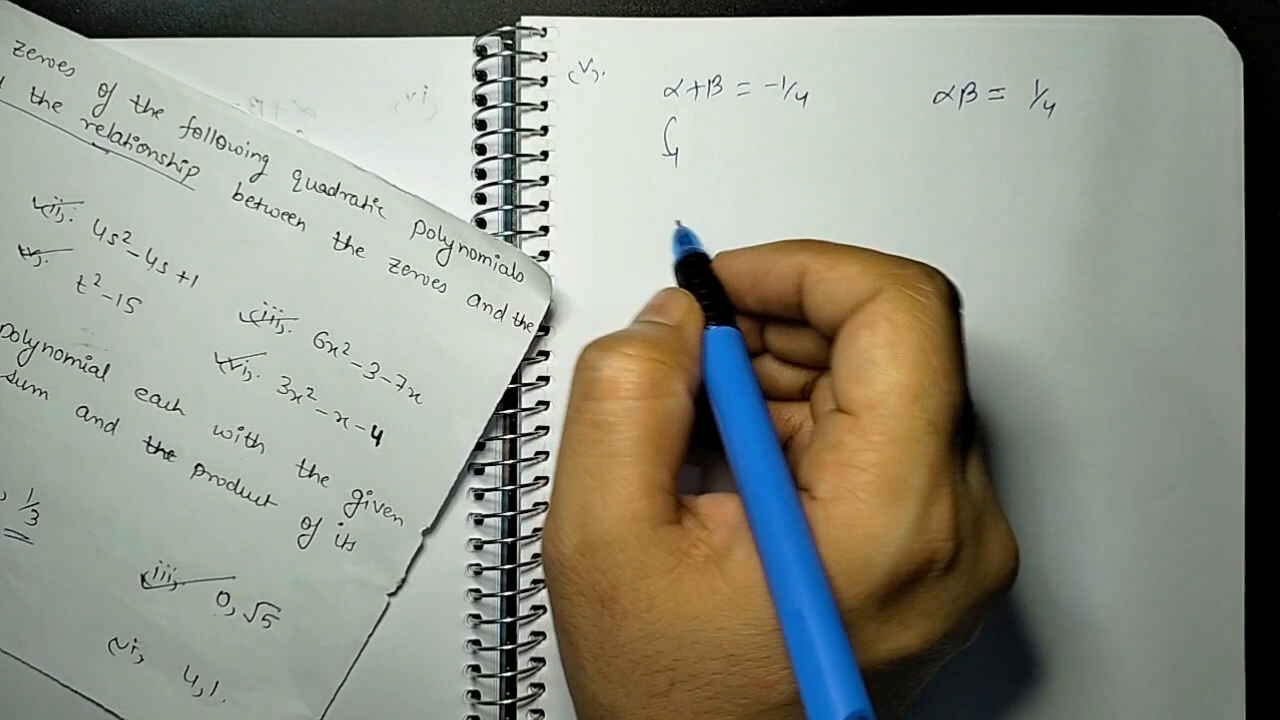 zeroes of the following quadratic polynomials
the relationship between the zeroes and the
(ii). 4s² - 4s + 1
(iii). 6x² - 3 - 7x
(v). t² - 15
(vi). 3x² - x - 4
polynomial each with the given
sum and the product of its
, 1/3
(iii) 0, √5
(vi) 4, 1.
(v). α + β = -1/4 αβ = 1/4